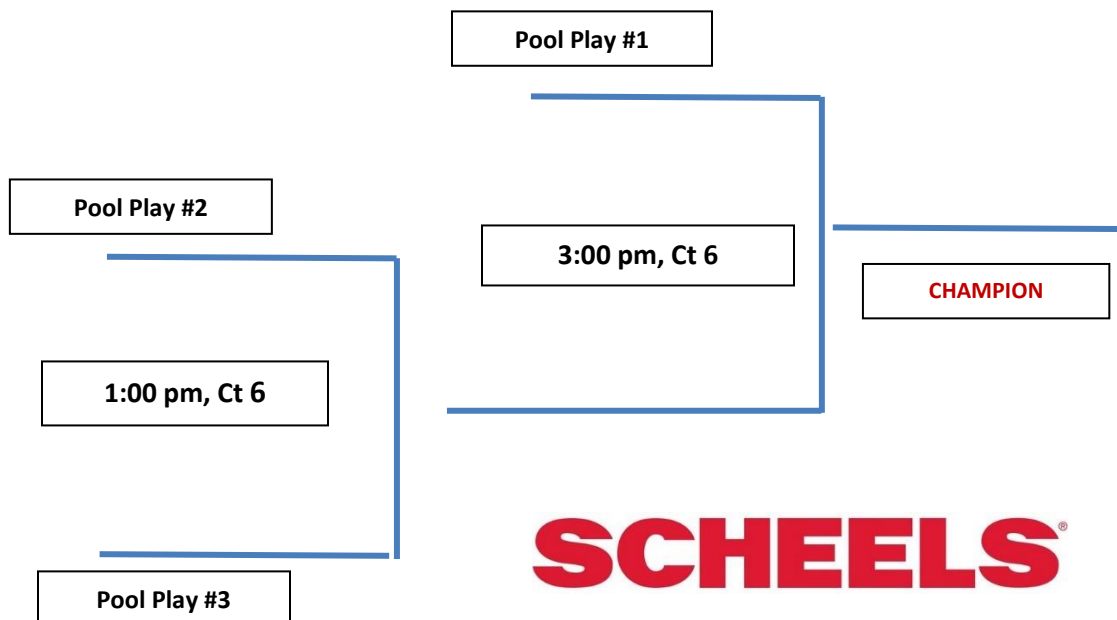 Pool Play #1
Pool Play #2
3:00 pm, Ct 6
CHAMPION
1:00 pm, Ct 6
SCHEELS®
Pool Play #3